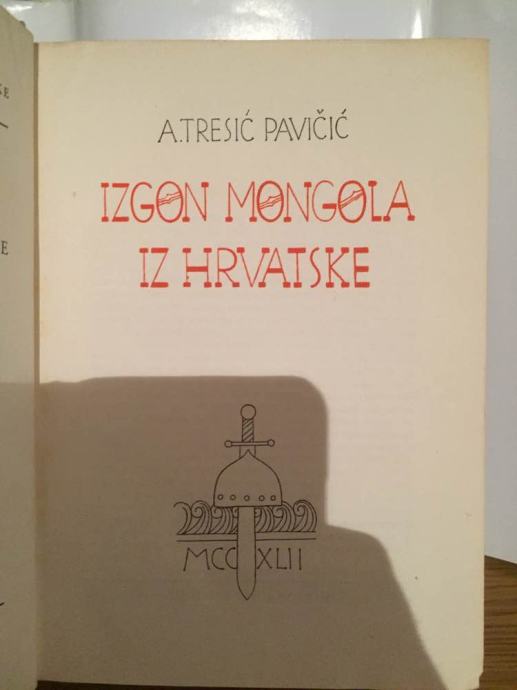 A. TRESIĆ PAVIČIĆ
IZGON MONGOLA
IZ HRVATSKE
MCCXLII